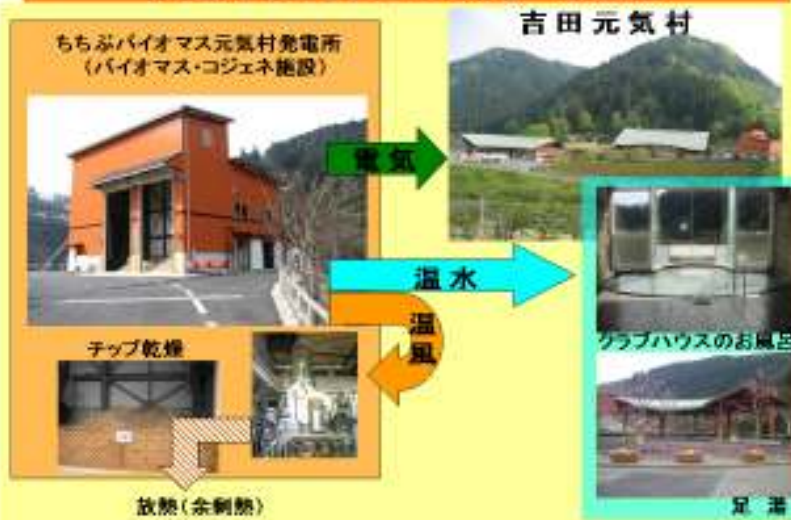 ちちぶバイオマス元気村発電所
(バイオマス・コジェネ施設)
吉田元気村
電気
温水
温風
チップ乾燥
クラブハウスのお風呂
放熱(余剰熱)
足湯